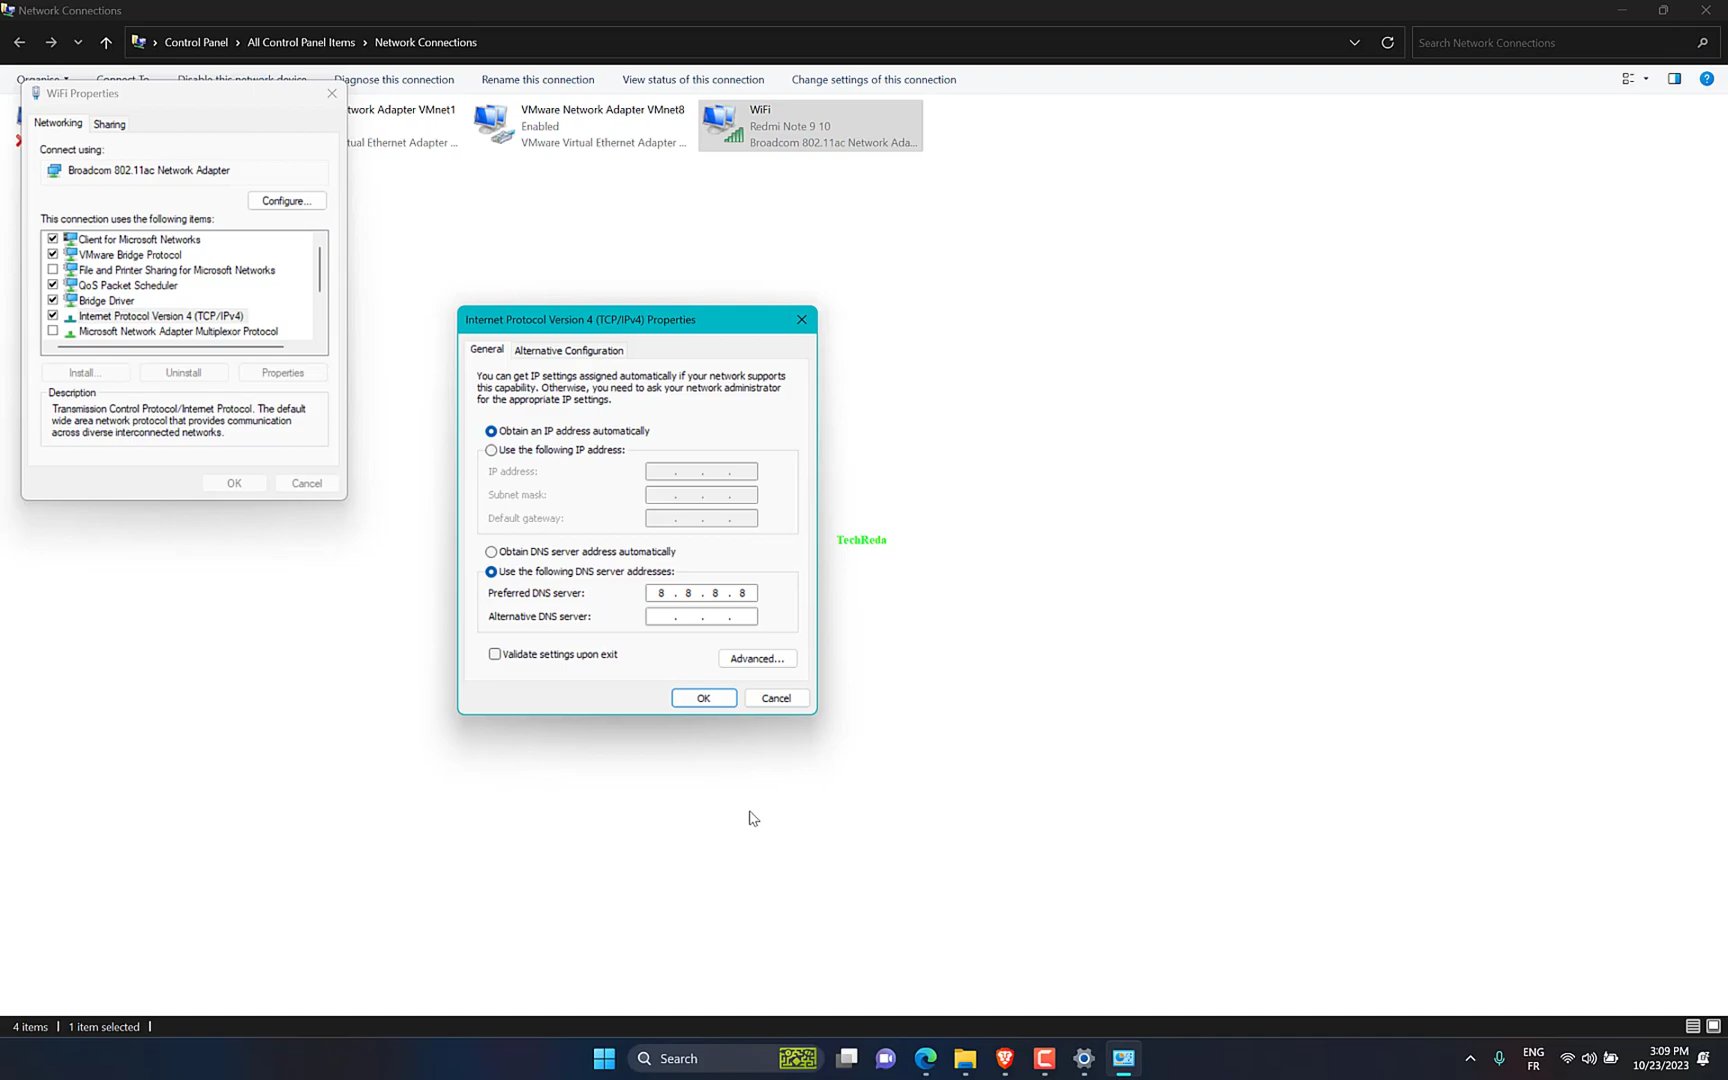 Network Connections
Control Panel > All Control Panel Items > Network Connections
Search Network Connections
Organise
Connect To
Disable this network device
Diagnose this connection
Rename this connection
View status of this connection
Change settings of this connection
WiFi Properties
Networking
Sharing
Connect using:
Broadcom 802.11ac Network Adapter
Configure...
This connection uses the following items:
Client for Microsoft Networks
VMware Bridge Protocol
File and Printer Sharing for Microsoft Networks
QoS Packet Scheduler
Bridge Driver
Internet Protocol Version 4 (TCP/IPv4)
Microsoft Network Adapter Multiplexor Protocol
Install...
Uninstall
Properties
Description
Transmission Control Protocol/Internet Protocol. The default
wide area network protocol that provides communication
across diverse interconnected networks.
OK
Cancel
twork Adapter VMnet1
tual Ethernet Adapter ...
VMware Network Adapter VMnet8
Enabled
VMware Virtual Ethernet Adapter ...
WiFi
Redmi Note 9 10
Broadcom 802.11ac Network Ada...
Internet Protocol Version 4 (TCP/IPv4) Properties
General
Alternative Configuration
You can get IP settings assigned automatically if your network supports
this capability. Otherwise, you need to ask your network administrator
for the appropriate IP settings.
Obtain an IP address automatically
Use the following IP address:
IP address:
Subnet mask:
Default gateway:
Obtain DNS server address automatically
Use the following DNS server addresses:
Preferred DNS server: 8 . 8 . 8 . 8
Alternative DNS server:
Validate settings upon exit
Advanced...
OK
Cancel
TechReda
4 items
1 item selected
Search
ENG
FR
3:09 PM
10/23/2023